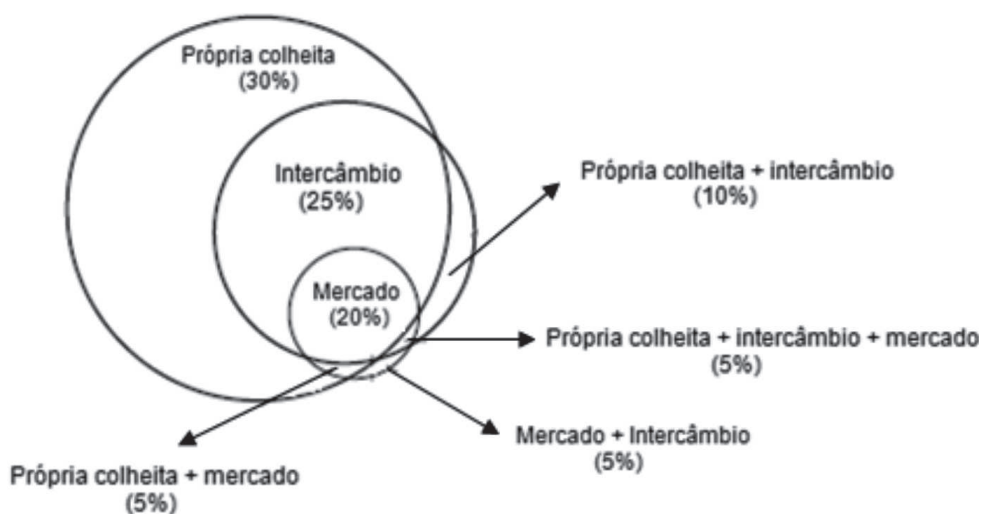 Própria colheita
(30%)
Intercâmbio
(25%)
Própria colheita + intercâmbio
(10%)
Mercado
(20%)
Própria colheita + intercâmbio + mercado
(5%)
Mercado + Intercâmbio
(5%)
Própria colheita + mercado
(5%)